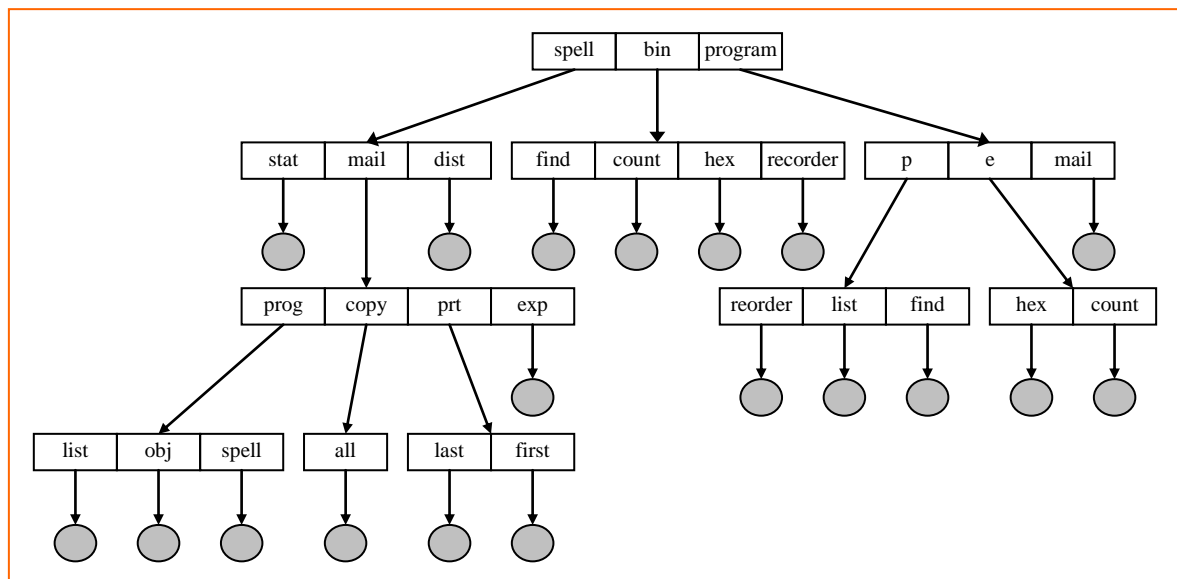 spell bin program
stat mail dist find count hex recorder p e mail
prog copy prt exp reorder list find hex count
list obj spell all last first